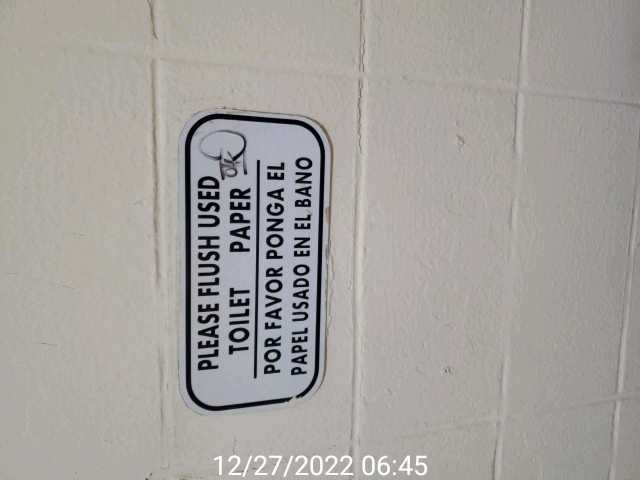 PLEASE FLUSH USED
TOILET PAPER
POR FAVOR PONGA EL
PAPEL USADO EN EL BANO
12/27/2022 06:45